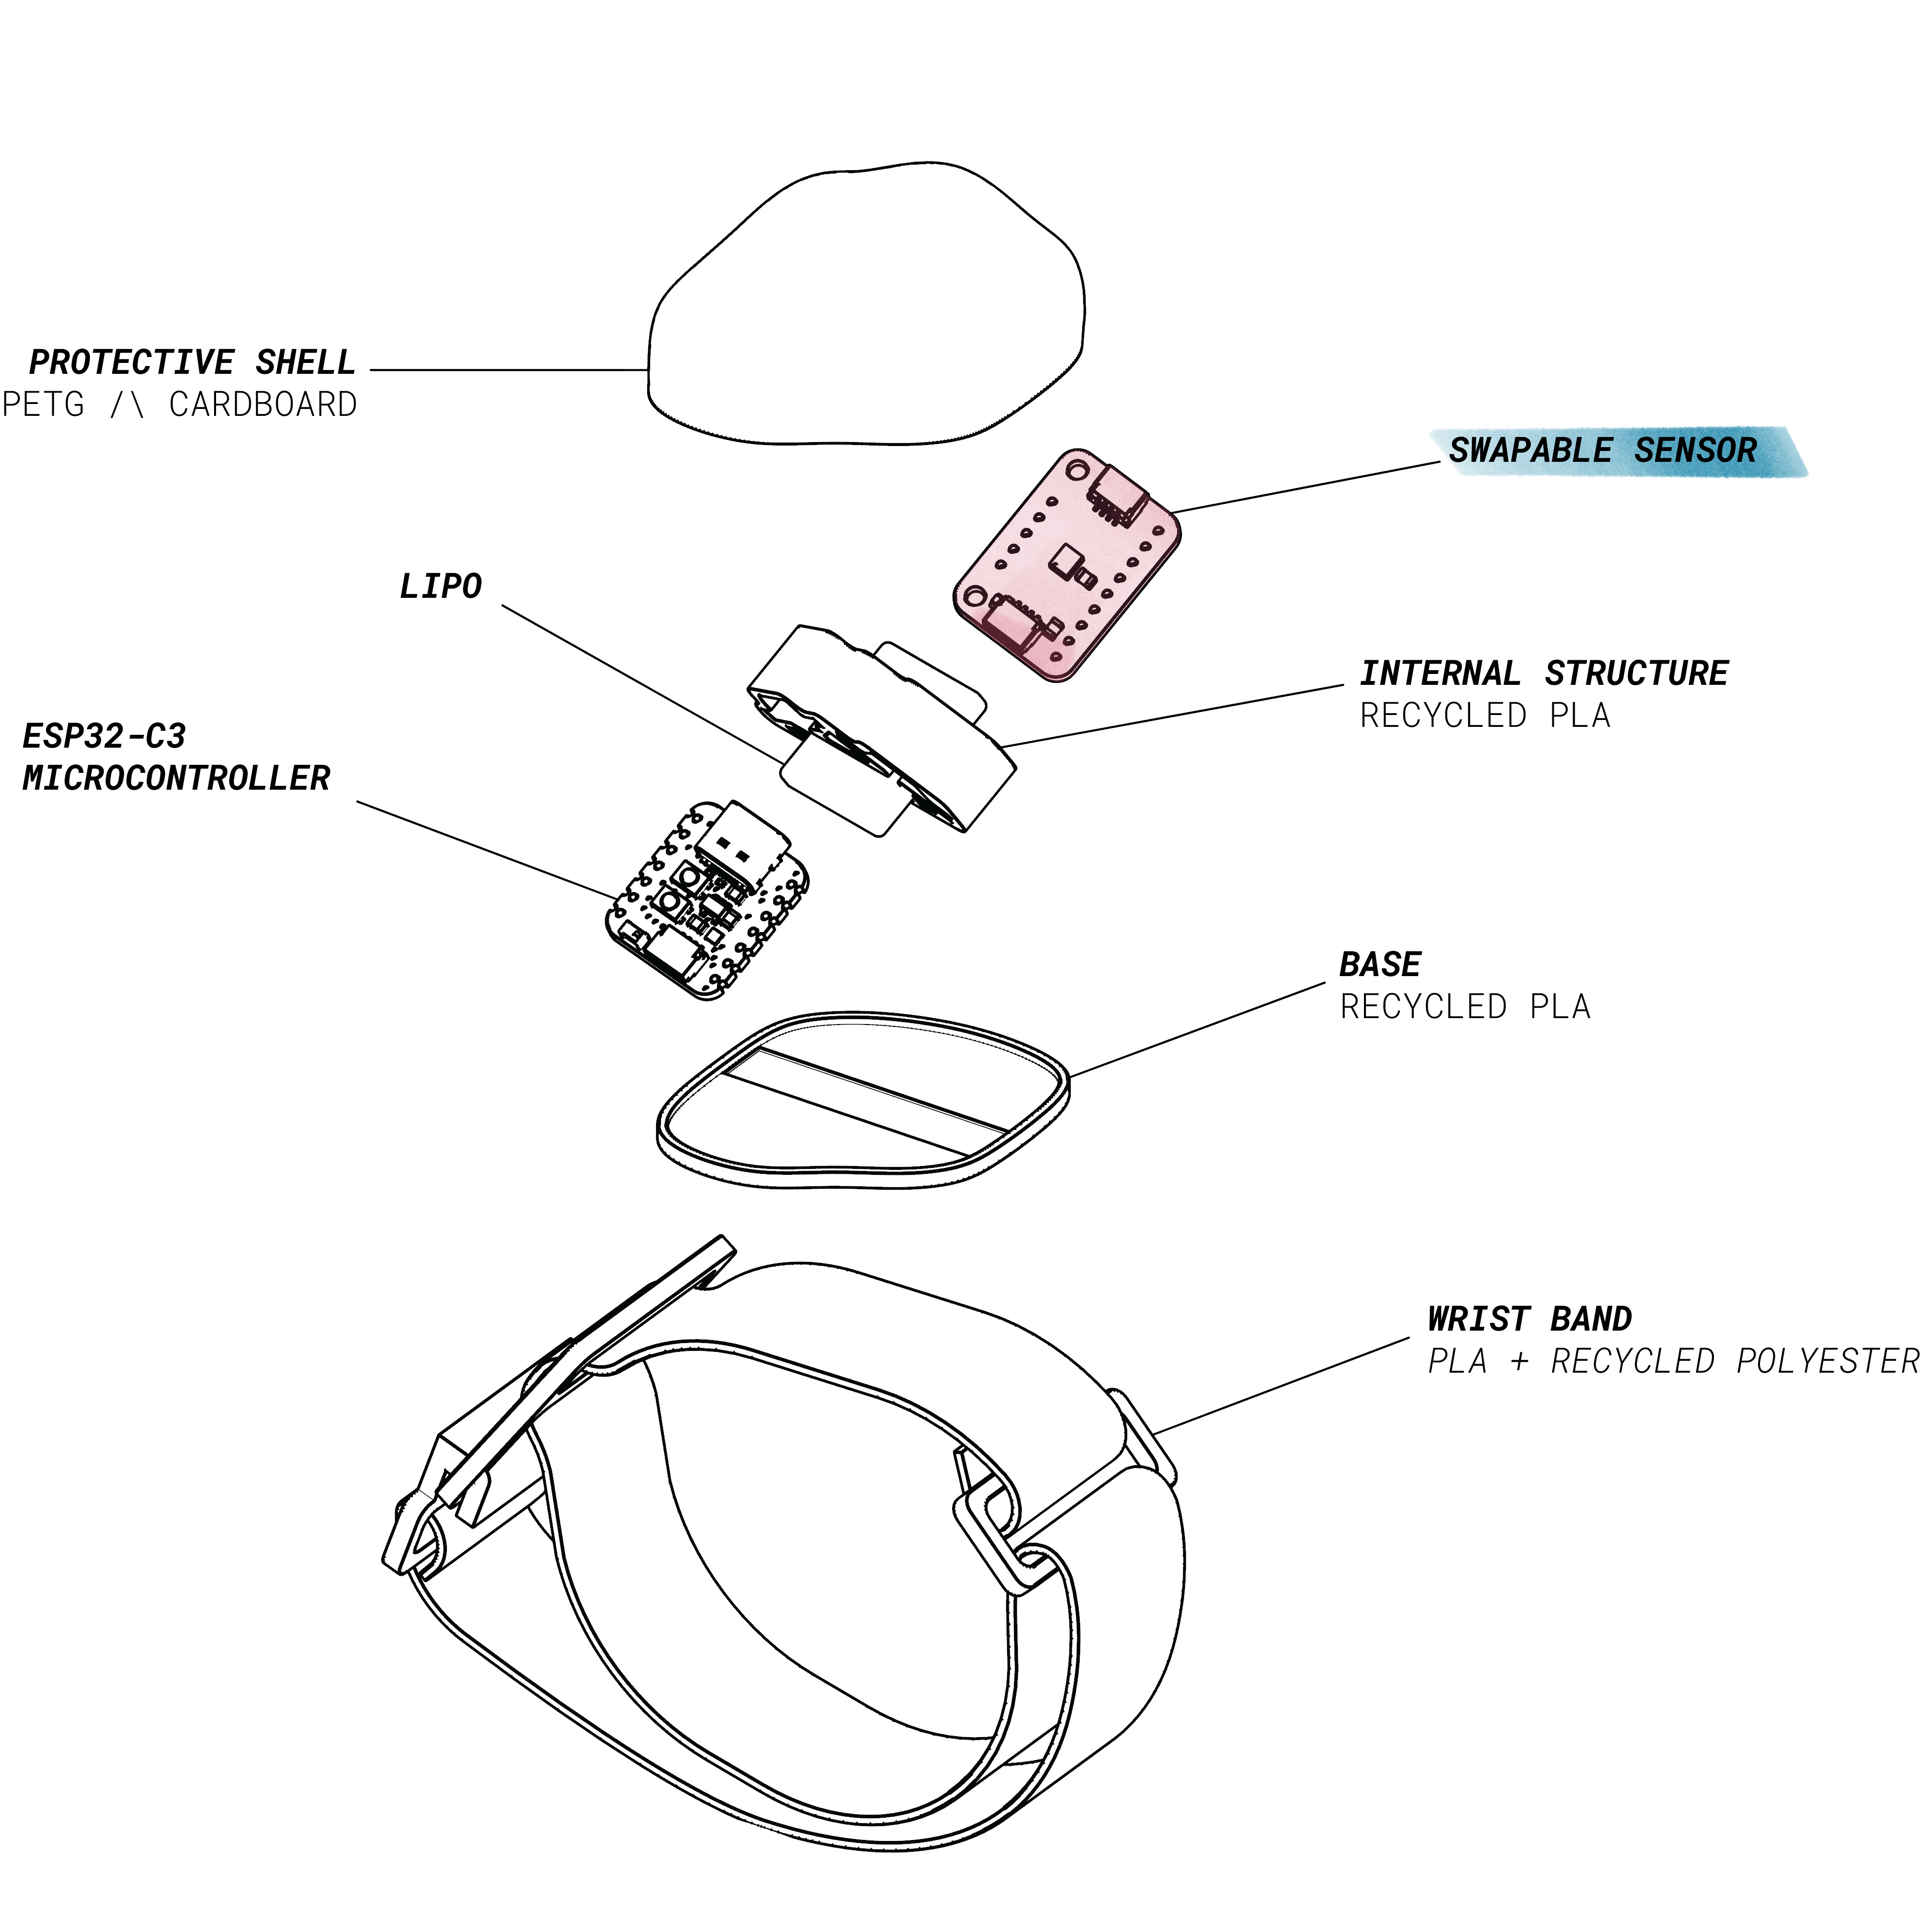 PROTECTIVE SHELL
PETG /\ CARDBOARD
SWAPABLE SENSOR
LIPO
INTERNAL STRUCTURE
RECYCLED PLA
ESP32-C3
MICROCONTROLLER
BASE
RECYCLED PLA
WRIST BAND
PLA + RECYCLED POLYESTER